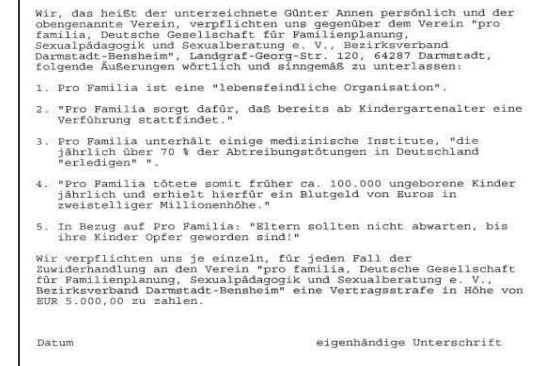 Wir, das heißt der unterzeichnete Günter Annen persönlich und der
obengenannte Verein, verpflichten uns gegenüber dem Verein "pro
familia, Deutsche Gesellschaft für Familienplanung,
Sexualpädagogik und Sexualberatung e. V., Bezirksverband
Darmstadt-Bensheim", Landgraf-Georg-Str. 120, 64287 Darmstadt,
folgende Äußerungen wörtlich und sinngemäß zu unterlassen:
1. Pro Familia ist eine "lebensfeindliche Organisation".
2. "Pro Familia sorgt dafür, daß bereits ab Kindergartenalter eine
Verführung stattfindet."
3. Pro Familia unterhält einige medizinische Institute, "die
jährlich über 70 % der Abtreibungstötungen in Deutschland
"erledigen" ".
4. "Pro Familia tötete somit früher ca. 100.000 ungeborene Kinder
jährlich und erhielt hierfür ein Blutgeld von Euros in
zweistelliger Millionenhöhe."
5. In Bezug auf Pro Familia: "Eltern sollten nicht abwarten, bis
ihre Kinder Opfer geworden sind!"
Wir verpflichten uns je einzeln, für jeden Fall der
Zuwiderhandlung an den Verein "pro familia, Deutsche Gesellschaft
für Familienplanung, Sexualpädagogik und Sexualberatung e. V.,
Bezirksverband Darmstadt-Bensheim" eine Vertragsstrafe in Höhe von
EUR 5.000,00 zu zahlen.
Datum eigenhändige Unterschrift